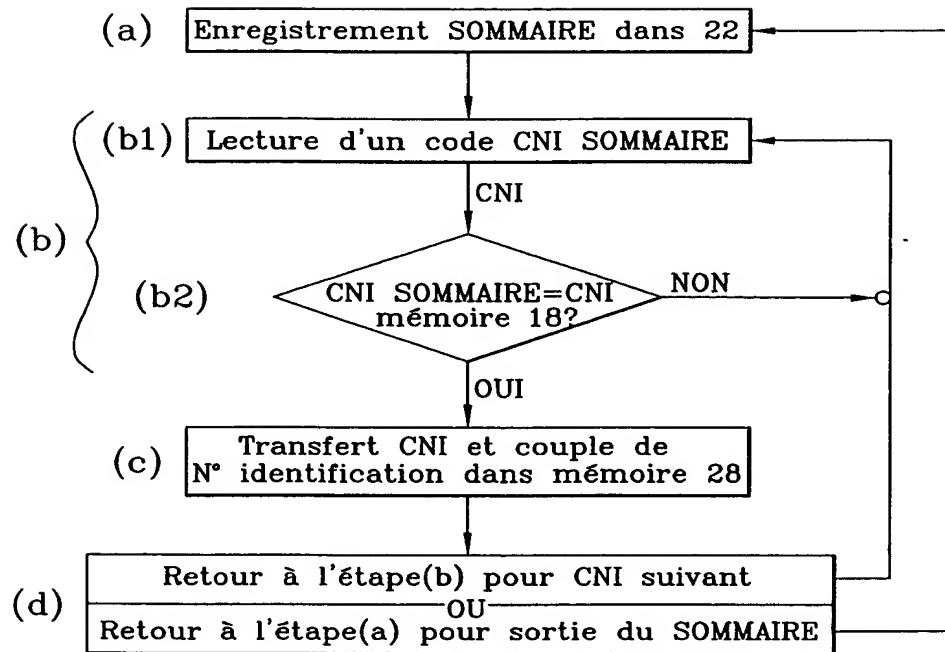 (a) Enregistrement SOMMAIRE dans 22
(b1) Lecture d'un code CNI SOMMAIRE
CNI
(b)
(b2) CNI SOMMAIRE=CNI
mémoire 18?
NON
OUI
(c) Transfert CNI et couple de
N° identification dans mémoire 28
(d) Retour à l'étape(b) pour CNI suivant
OU
Retour à l'étape(a) pour sortie du SOMMAIRE